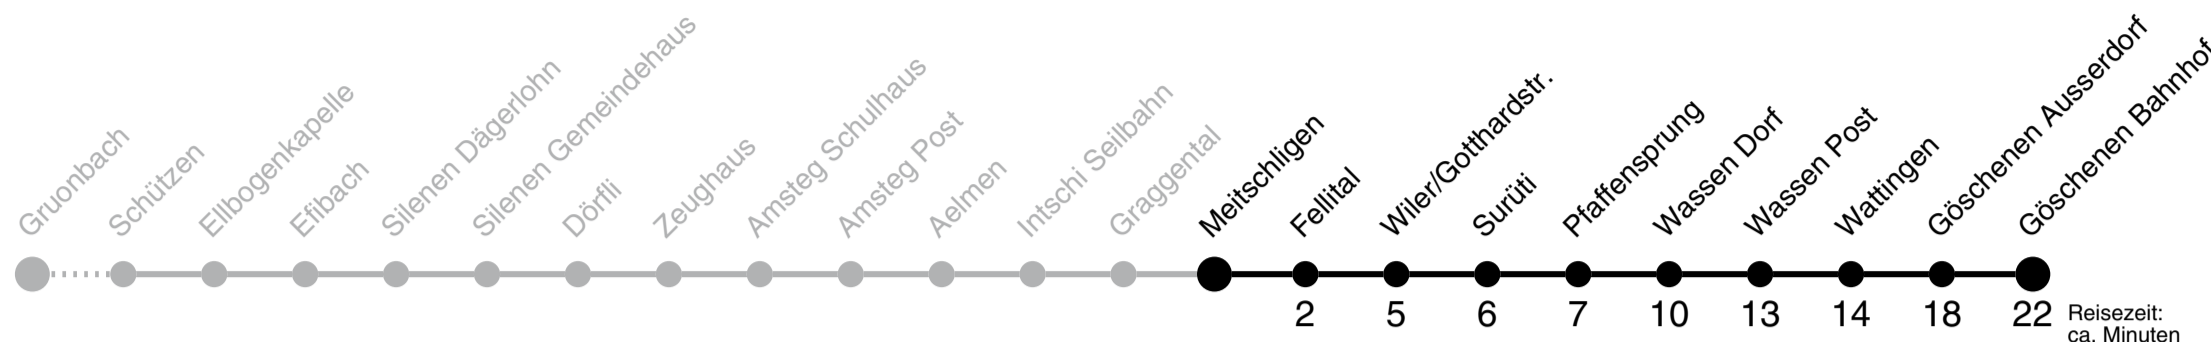 Gruonbach
Schützen
Ellbogenkapelle
Efibach
Silenen Dägerlohn
Silenen Gemeindehaus
Dörfli
Zeughaus
Amsteg Schulhaus
Amsteg Post
Aelmen
Intschi Seilbahn
Graggental
Meitschligen
Fellital
Wiler/Gotthardstr.
Surüti
Pfaffensprung
Wassen Dorf
Wassen Post
Wattingen
Göschenen Ausserdorf
Göschenen Bahnhof
2 5 6 7 10 13 14 18 22
Reisezeit:
ca. Minuten